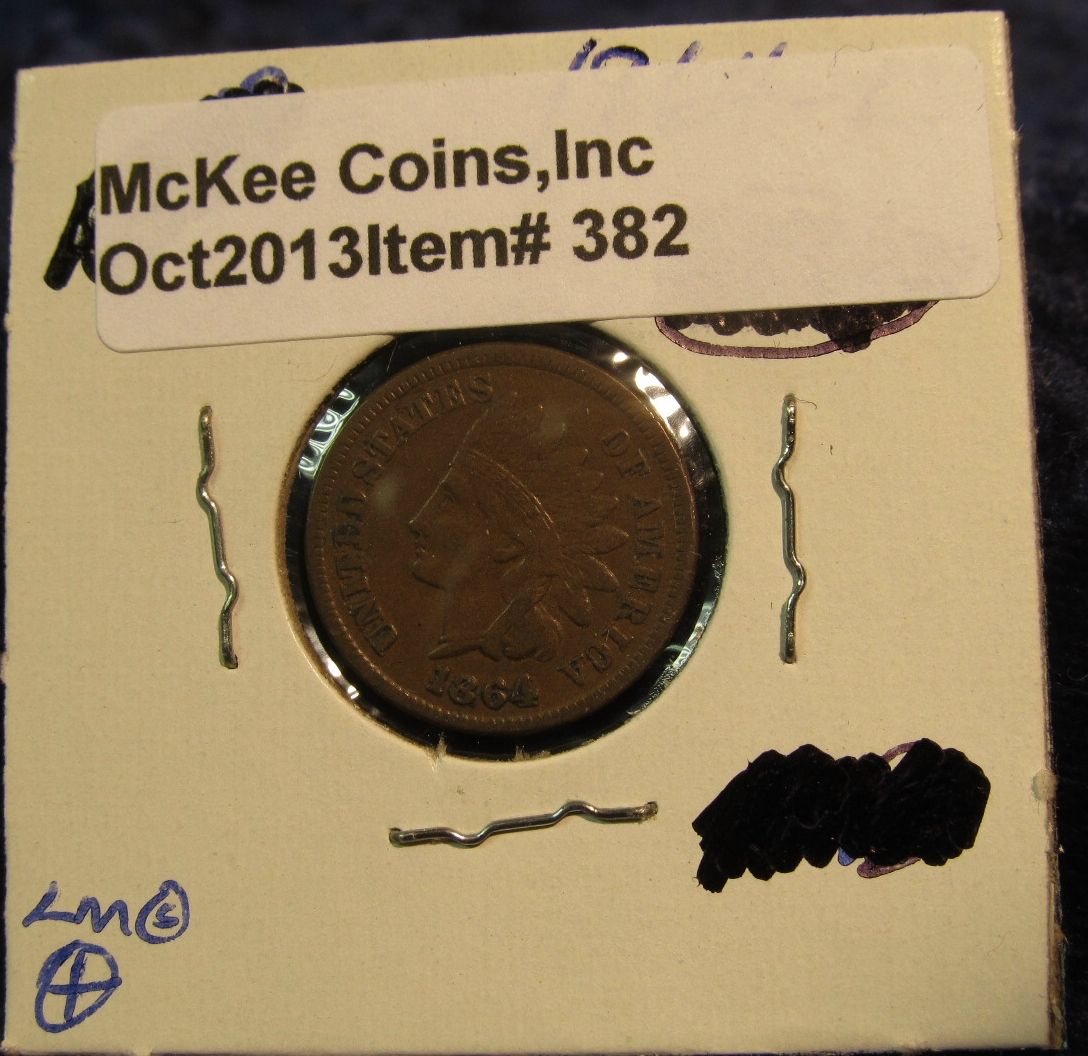 McKee Coins,Inc
Oct2013Item# 382
UNITED STATES
OF AMERICA
1864
LM